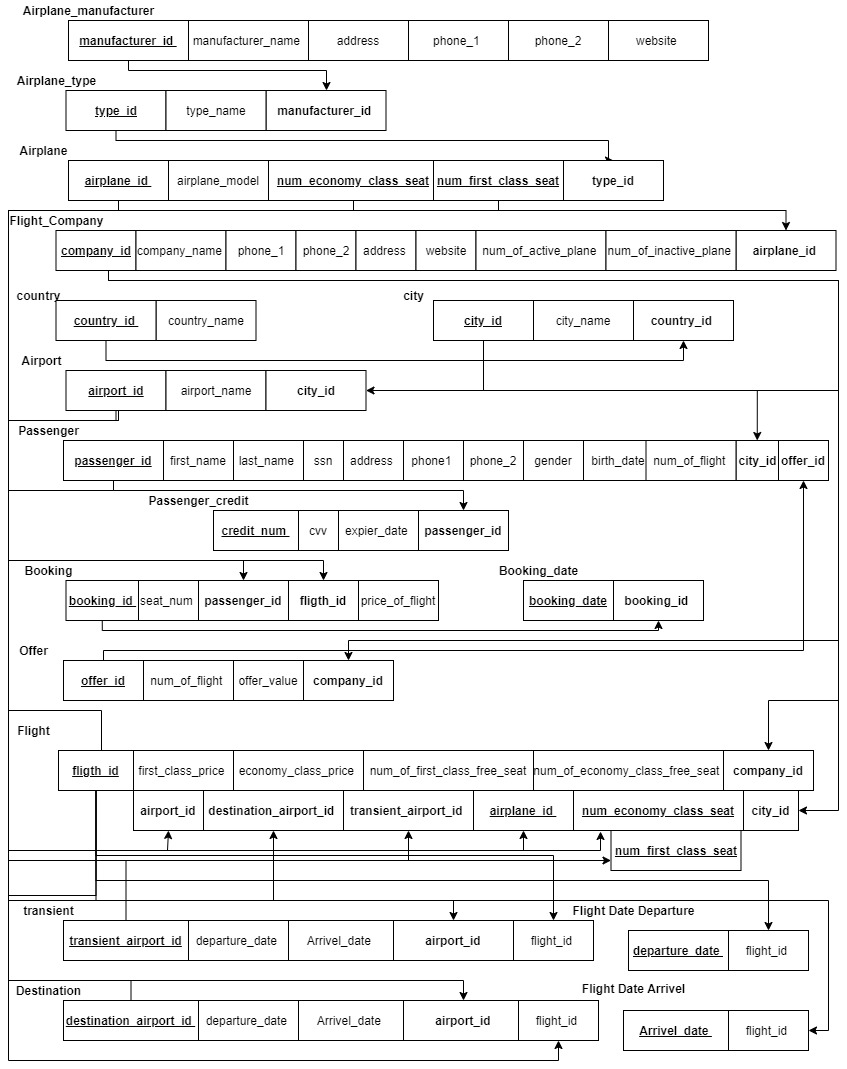 Airplane_manufacturer
manufacturer_id manufacturer_name address phone_1 phone_2 website
Airplane_type
type_id type_name manufacturer_id
Airplane
airplane_id airplane_model num_economy_class_seat num_first_class_seat type_id
Flight_Company
company_id company_name phone_1 phone_2 address website num_of_active_plane num_of_inactive_plane airplane_id
country city
country_id country_name city_id city_name country_id
Airport
airport_id airport_name city_id
Passenger
passenger_id first_name last_name ssn address phone1 phone_2 gender birth_date num_of_flight city_id offer_id
Passenger_credit
credit_num cvv expier_date passenger_id
Booking Booking_date
booking_id seat_num passenger_id fligth_id price_of_flight booking_date booking_id
Offer
offer_id num_of_flight offer_value company_id
Flight
fligth_id first_class_price economy_class_price num_of_first_class_free_seat num_of_economy_class_free_seat company_id
airport_id destination_airport_id transient_airport_id airplane_id num_economy_class_seat city_id
num_first_class_seat
transient Flight Date Departure
transient_airport_id departure_date Arrivel_date airport_id flight_id
departure_date flight_id
Destination Flight Date Arrivel
destination_airport_id departure_date Arrivel_date airport_id flight_id
Arrivel_date flight_id